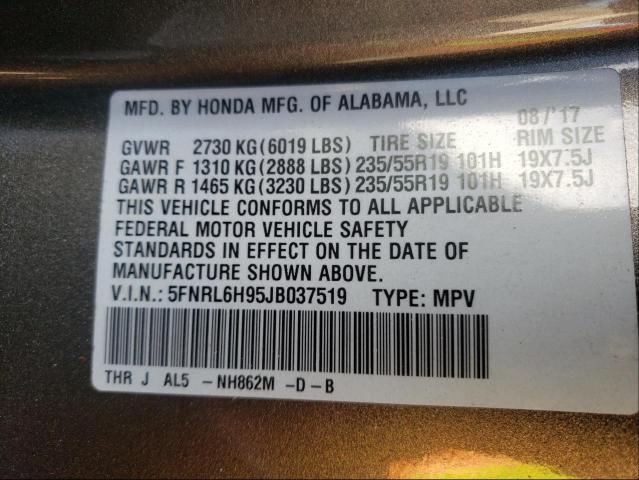 MFD. BY HONDA MFG. OF ALABAMA, LLC 08/'17
GVWR 2730 KG (6019 LBS) TIRE SIZE RIM SIZE
GAWR F 1310 KG (2888 LBS) 235/55R19 101H 19X7.5J
GAWR R 1465 KG (3230 LBS) 235/55R19 101H 19X7.5J
THIS VEHICLE CONFORMS TO ALL APPLICABLE
FEDERAL MOTOR VEHICLE SAFETY
STANDARDS IN EFFECT ON THE DATE OF
MANUFACTURE SHOWN ABOVE.
V.I.N.: 5FNRL6H95JB037519 TYPE: MPV
THR J AL5 -NH862M -D-B